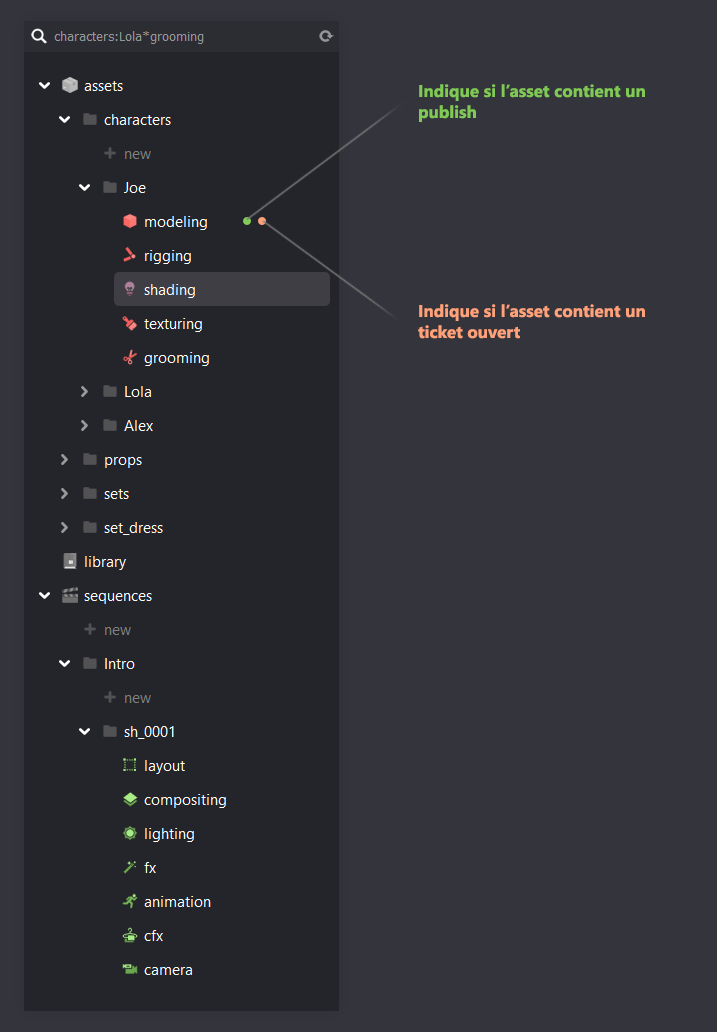 characters:Lola*grooming
assets
characters
new
Joe
modeling
rigging
shading
texturing
grooming
Lola
Alex
props
sets
set_dress
library
sequences
new
Intro
new
sh_0001
layout
compositing
lighting
fx
animation
cfx
camera
Indique si l’asset contient un
publish
Indique si l’asset contient un
ticket ouvert